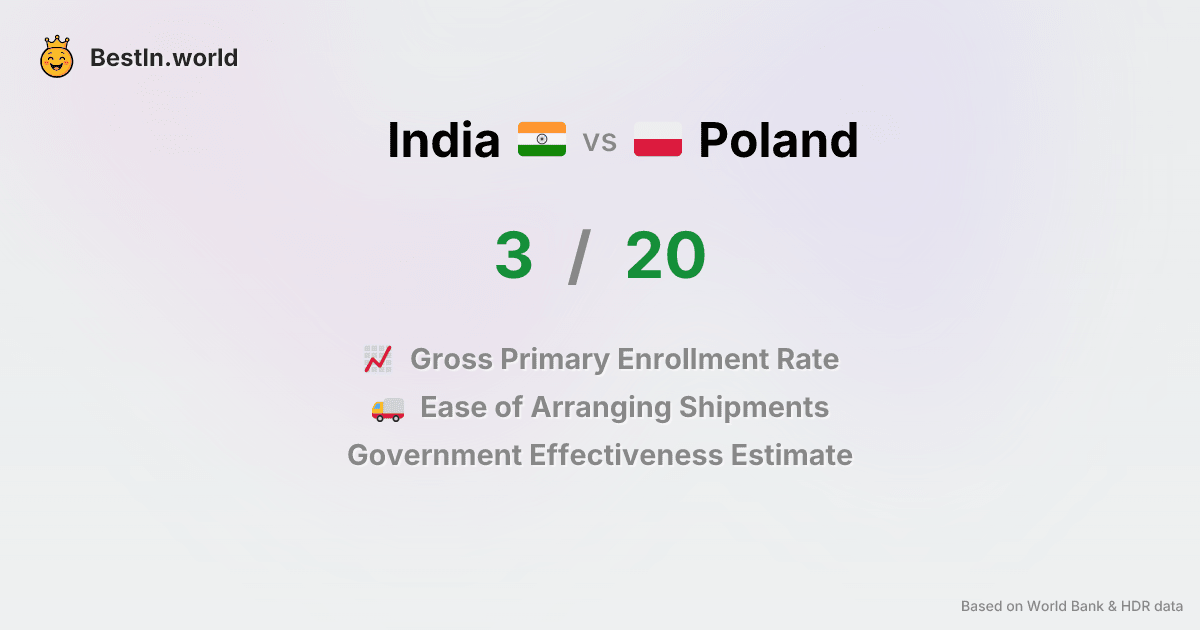 BestIn.world
India vs Poland
3 / 20
Gross Primary Enrollment Rate
Ease of Arranging Shipments
Government Effectiveness Estimate
Based on World Bank & HDR data